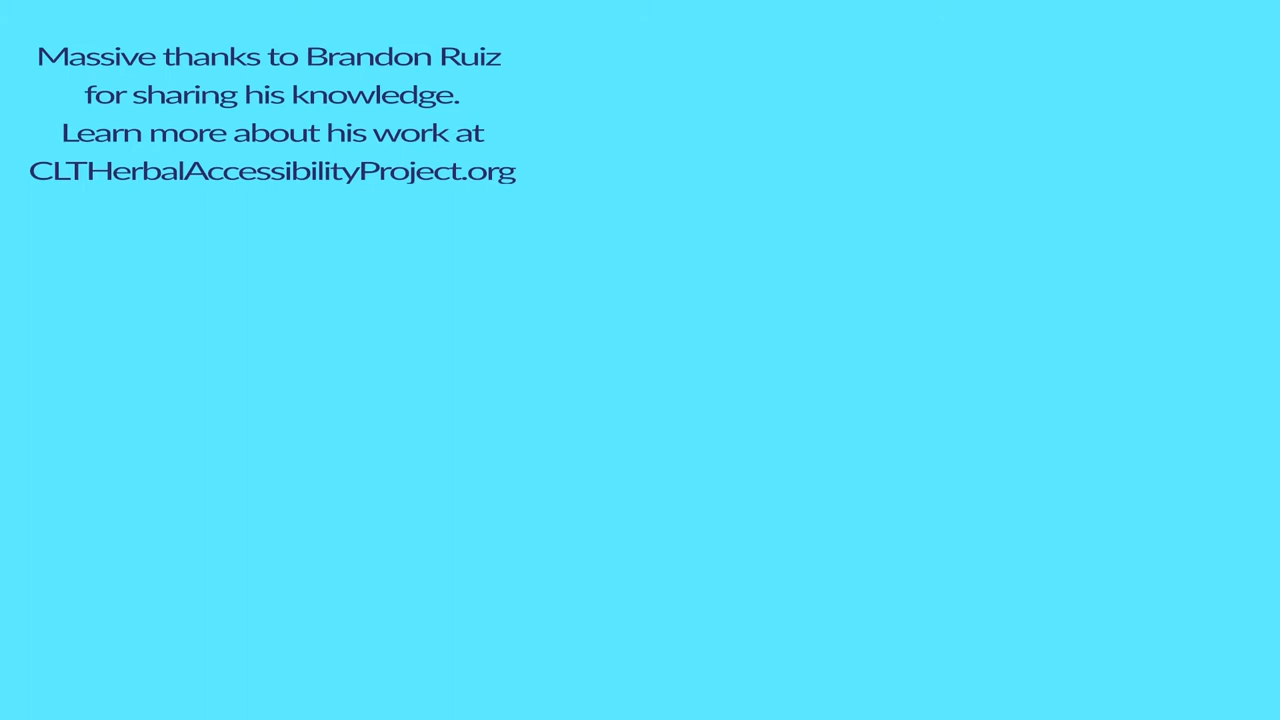 Massive thanks to Brandon Ruiz
for sharing his knowledge.
Learn more about his work at
CLTHerbalAccessibilityProject.org